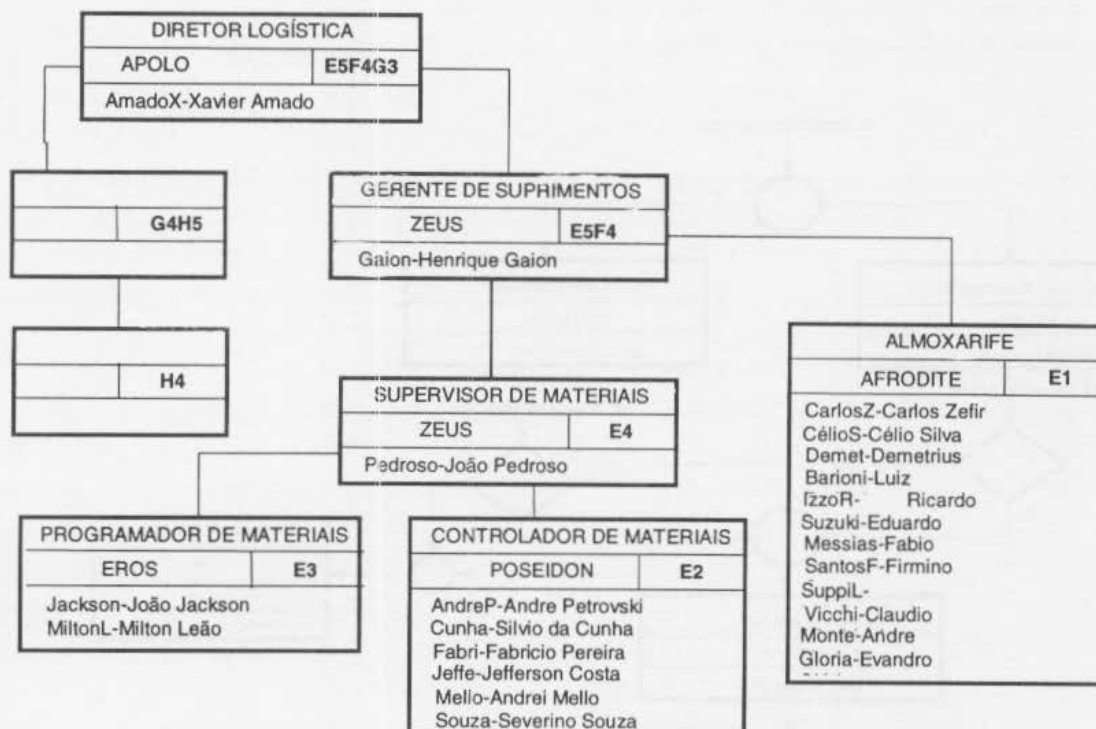 DIRETOR LOGÍSTICA
APOLO E5F4G3
AmadoX-Xavier Amado
G4H5
H4
GERENTE DE SUPRIMENTOS
ZEUS E5F4
Gaion-Henrique Gaion
SUPERVISOR DE MATERIAIS
ZEUS E4
Pedroso-João Pedroso
PROGRAMADOR DE MATERIAIS
EROS E3
Jackson-João Jackson
MiltonL-Milton Leão
CONTROLADOR DE MATERIAIS
POSEIDON E2
AndreP-Andre Petrovski
Cunha-Silvio da Cunha
Fabri-Fabricio Pereira
Jeffe-Jefferson Costa
Mello-Andrei Mello
Souza-Severino Souza
ALMOXARIFE
AFRODITE E1
CarlosZ-Carlos Zefir
CélioS-Célio Silva
Demet-Demetrius
Barioni-Luiz
IzzoR- Ricardo
Suzuki-Eduardo
Messias-Fabio
SantosF-Firmino
SuppiL-
Vicchi-Claudio
Monte-Andre
Gloria-Evandro